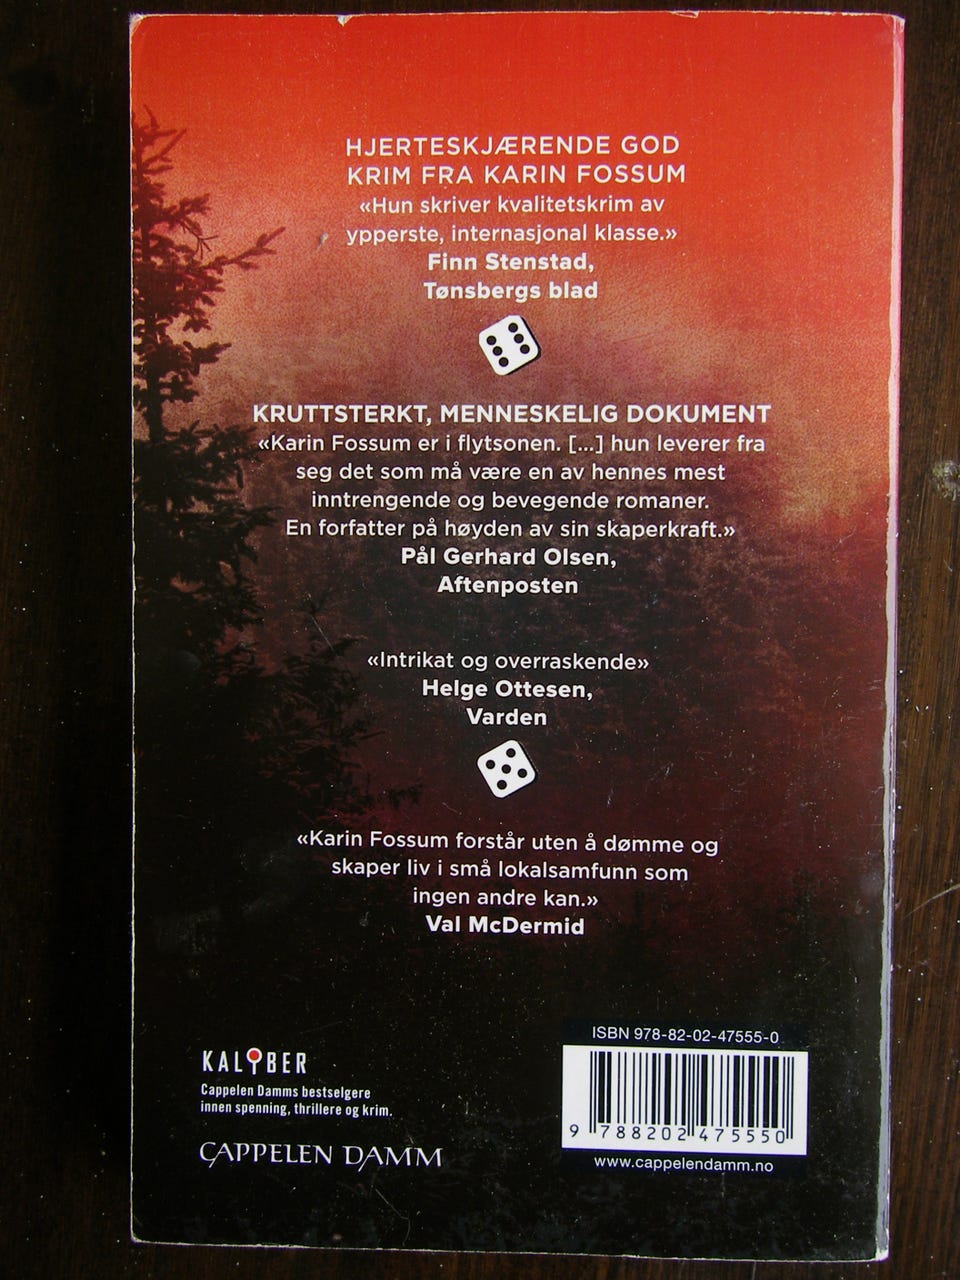 HJERTESKJÆRENDE GOD
KRIM FRA KARIN FOSSUM
«Hun skriver kvalitetskrim av
ypperste, internasjonal klasse.»
Finn Stenstad,
Tønsbergs blad
KRUTTSTERKT, MENNESKELIG DOKUMENT
«Karin Fossum er i flytsonen. [...] hun leverer fra
seg det som må være en av hennes mest
inntrengende og bevegende romaner.
En forfatter på høyden av sin skaperkraft.»
Pål Gerhard Olsen,
Aftenposten
«Intrikat og overraskende»
Helge Ottesen,
Varden
«Karin Fossum forstår uten å dømme og
skaper liv i små lokalsamfunn som
ingen andre kan.»
Val McDermid
KALIBER
Cappelen Damms bestselgere
innen spenning, thrillere og krim.
CAPPELEN DAMM
ISBN 978-82-02-47555-0
9 788202 475550
www.cappelendamm.no